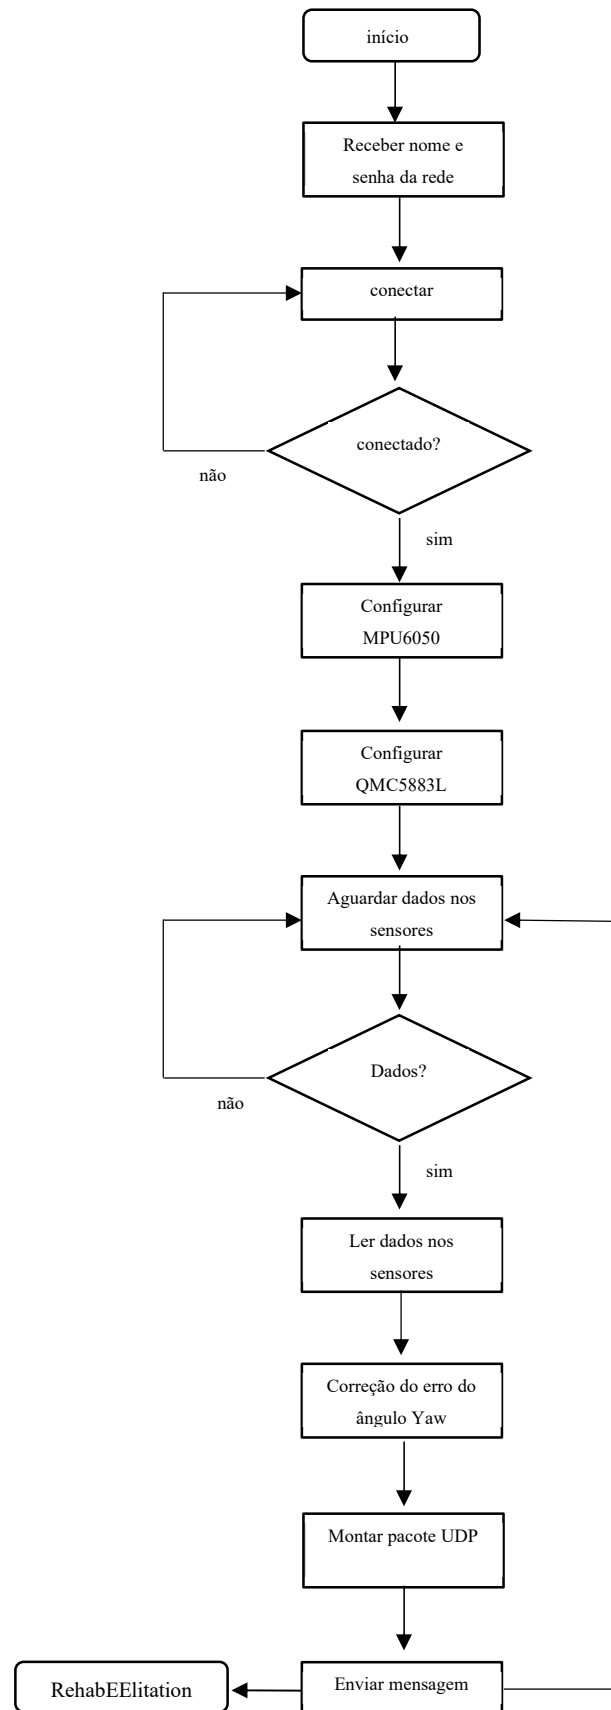 início
Receber nome e
senha da rede
conectar
conectado?
não
sim
Configurar
MPU6050
Configurar
QMC5883L
Aguardar dados nos
sensores
Dados?
não
sim
Ler dados nos
sensores
Correção do erro do
ângulo Yaw
Montar pacote UDP
Enviar mensagem
RehabEElitation